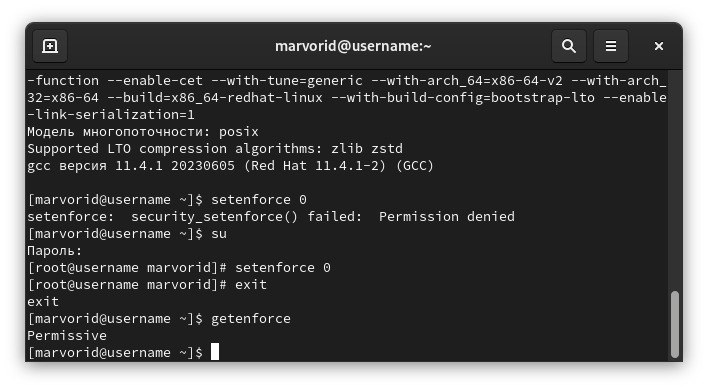 marvorid@username:~
-function --enable-cet --with-tune=generic --with-arch_64=x86-64-v2 --with-arch_
32=x86-64 --build=x86_64-redhat-linux --with-build-config=bootstrap-lto --enable
-link-serialization=1
Модель многопоточности: posix
Supported LTO compression algorithms: zlib zstd
gcc версия 11.4.1 20230605 (Red Hat 11.4.1-2) (GCC)
[marvorid@username ~]$ setenforce 0
setenforce:  security_setenforce() failed:  Permission denied
[marvorid@username ~]$ su
Пароль:
[root@username marvorid]# setenforce 0
[root@username marvorid]# exit
exit
[marvorid@username ~]$ getenforce
Permissive
[marvorid@username ~]$